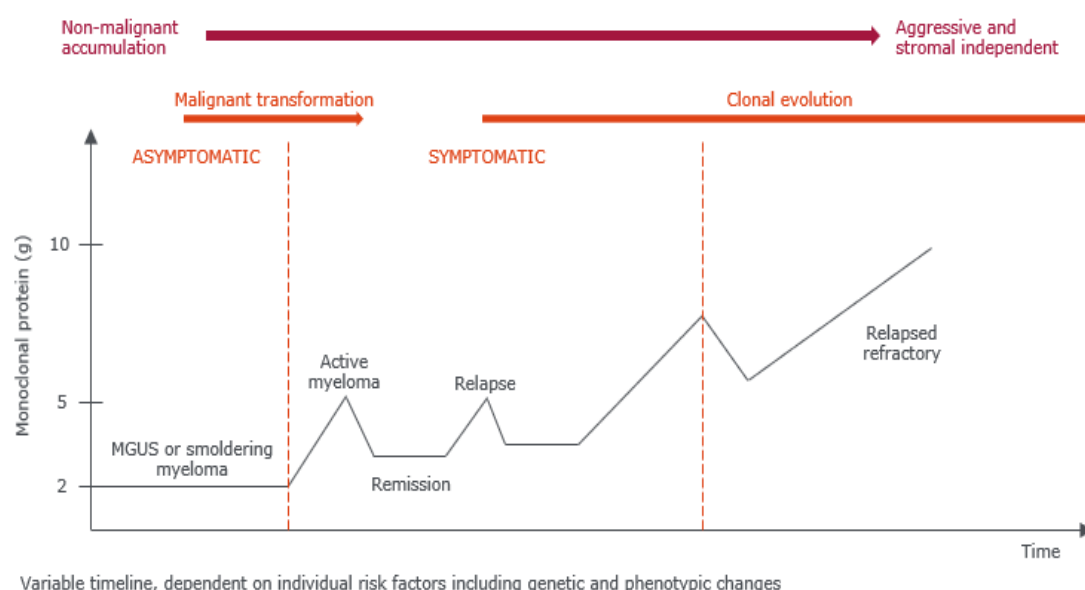 Non-malignant
accumulation
Aggressive and
stromal independent
Malignant transformation
Clonal evolution
ASYMPTOMATIC
SYMPTOMATIC
Monoclonal protein (g)
10
5
2
MGUS or smoldering
myeloma
Active
myeloma
Remission
Relapse
Relapsed
refractory
Time
Variable timeline, dependent on individual risk factors including genetic and phenotypic changes